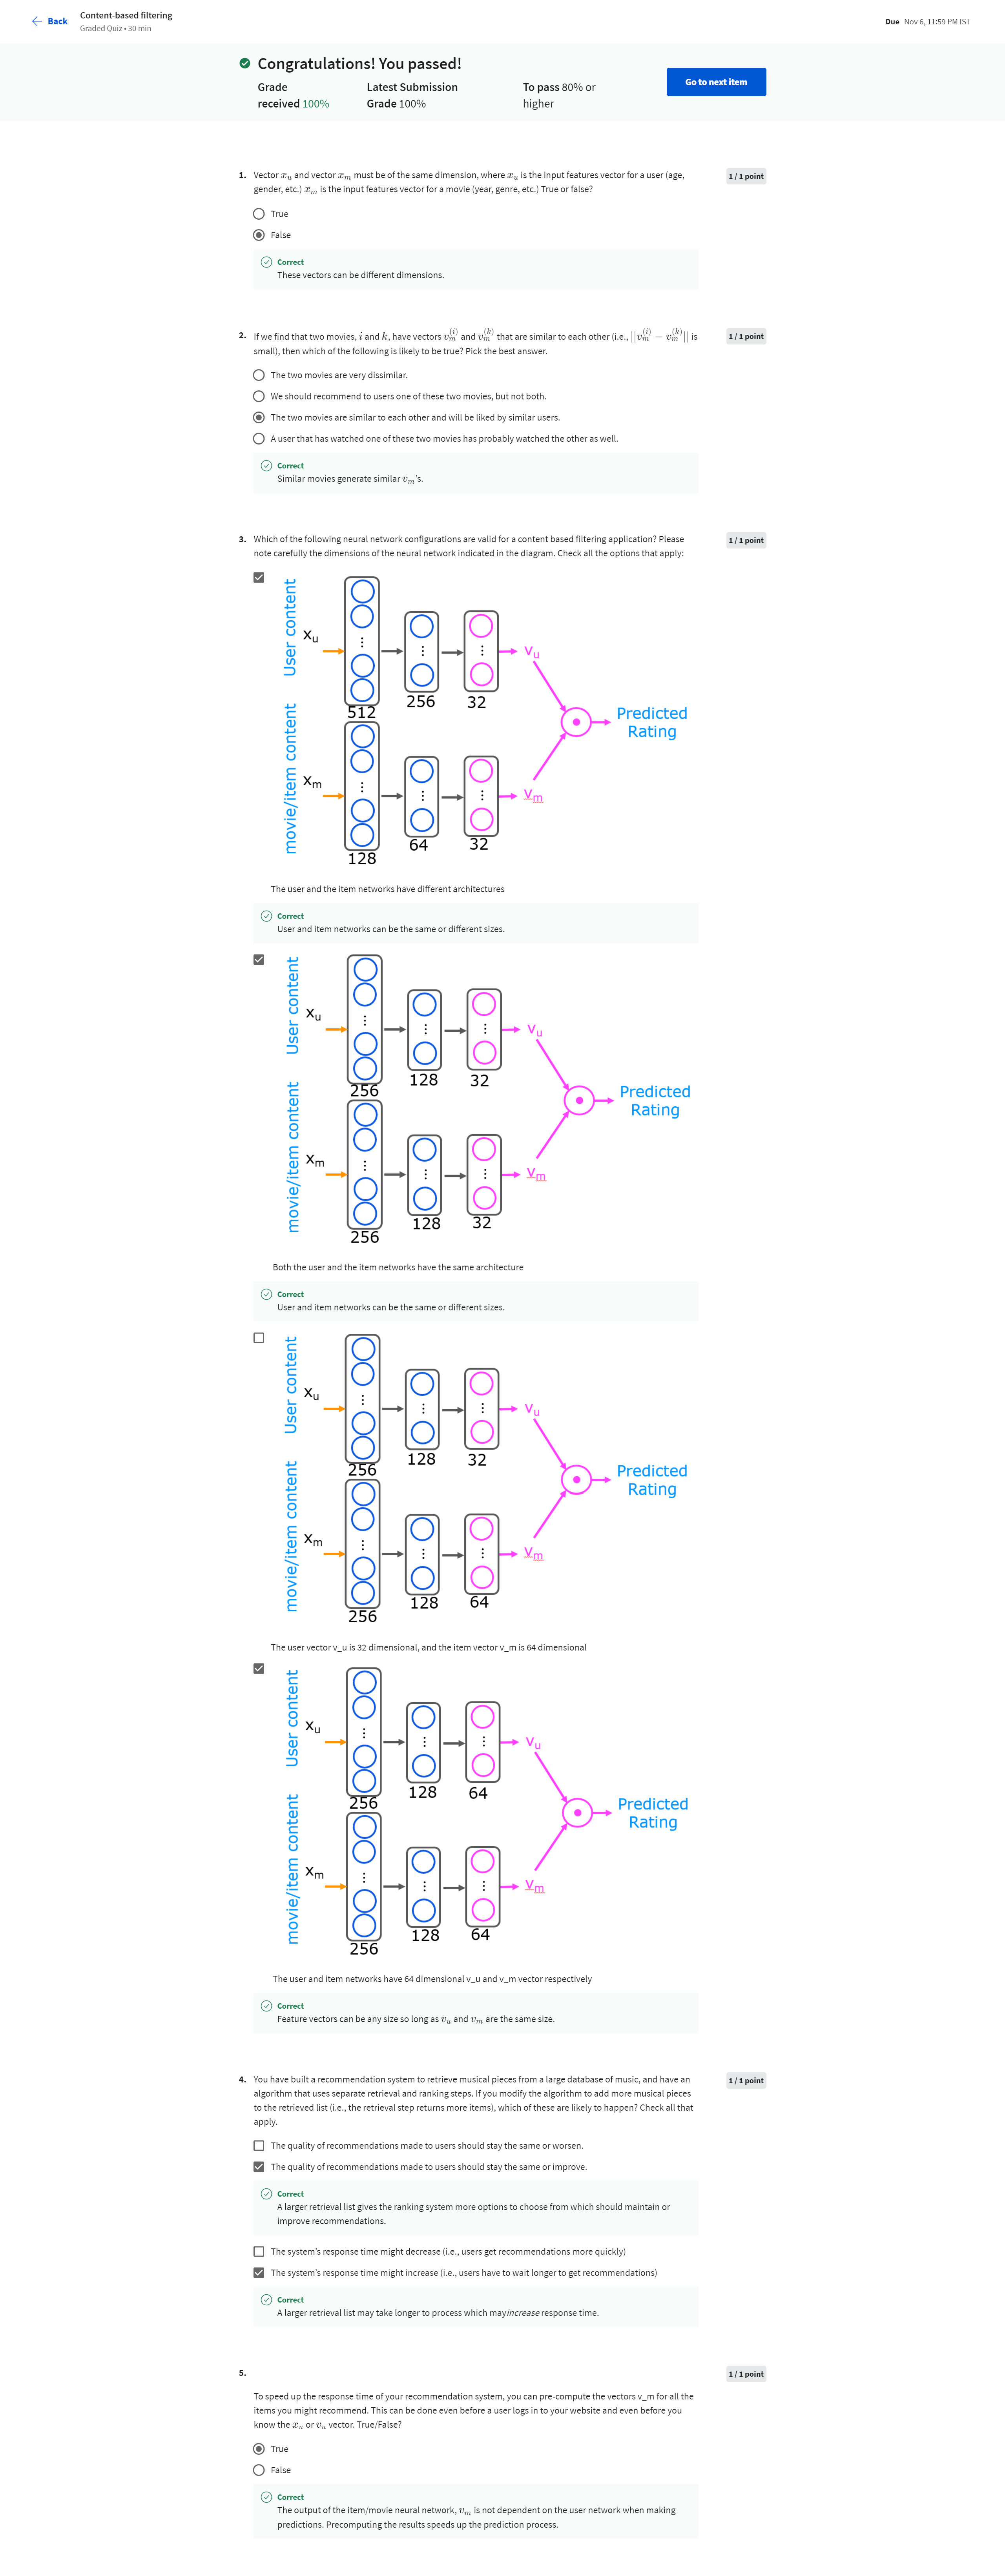 Back
Content-based filtering
Graded Quiz • 30 min
Due Nov 6, 11:59 PM IST
Congratulations! You passed!
Grade received 100%
Latest Submission Grade 100%
To pass 80% or higher
Go to next item
1. Vector x_u and vector x_m must be of the same dimension, where x_u is the input features vector for a user (age,
gender, etc.) x_m is the input features vector for a movie (year, genre, etc.) True or false?
1 / 1 point
True
False
Correct
These vectors can be different dimensions.
2. If we find that two movies, i and k, have vectors v_m^(i) and v_m^(k) that are similar to each other (i.e., ||v_m^(i) − v_m^(k)|| is
small), then which of the following is likely to be true? Pick the best answer.
1 / 1 point
The two movies are very dissimilar.
We should recommend to users one of these two movies, but not both.
The two movies are similar to each other and will be liked by similar users.
A user that has watched one of these two movies has probably watched the other as well.
Correct
Similar movies generate similar v_m's.
3. Which of the following neural network configurations are valid for a content based filtering application? Please
note carefully the dimensions of the neural network indicated in the diagram. Check all the options that apply:
1 / 1 point
User content
x_u
512
256
32
v_u
Predicted
Rating
movie/item content
x_m
128
64
32
v_m
The user and the item networks have different architectures
Correct
User and item networks can be the same or different sizes.
User content
x_u
256
128
32
v_u
Predicted
Rating
movie/item content
x_m
256
128
32
v_m
Both the user and the item networks have the same architecture
Correct
User and item networks can be the same or different sizes.
User content
x_u
256
128
32
v_u
Predicted
Rating
movie/item content
x_m
256
128
64
v_m
The user vector v_u is 32 dimensional, and the item vector v_m is 64 dimensional
User content
x_u
256
128
64
v_u
Predicted
Rating
movie/item content
x_m
256
128
64
v_m
The user and item networks have 64 dimensional v_u and v_m vector respectively
Correct
Feature vectors can be any size so long as v_u and v_m are the same size.
4. You have built a recommendation system to retrieve musical pieces from a large database of music, and have an
algorithm that uses separate retrieval and ranking steps. If you modify the algorithm to add more musical pieces
to the retrieved list (i.e., the retrieval step returns more items), which of these are likely to happen? Check all that
apply.
1 / 1 point
The quality of recommendations made to users should stay the same or worsen.
The quality of recommendations made to users should stay the same or improve.
Correct
A larger retrieval list gives the ranking system more options to choose from which should maintain or
improve recommendations.
The system's response time might decrease (i.e., users get recommendations more quickly)
The system's response time might increase (i.e., users have to wait longer to get recommendations)
Correct
A larger retrieval list may take longer to process which may increase response time.
5.
1 / 1 point
To speed up the response time of your recommendation system, you can pre-compute the vectors v_m for all the
items you might recommend. This can be done even before a user logs in to your website and even before you
know the x_u or v_u vector. True/False?
True
False
Correct
The output of the item/movie neural network, v_m is not dependent on the user network when making
predictions. Precomputing the results speeds up the prediction process.